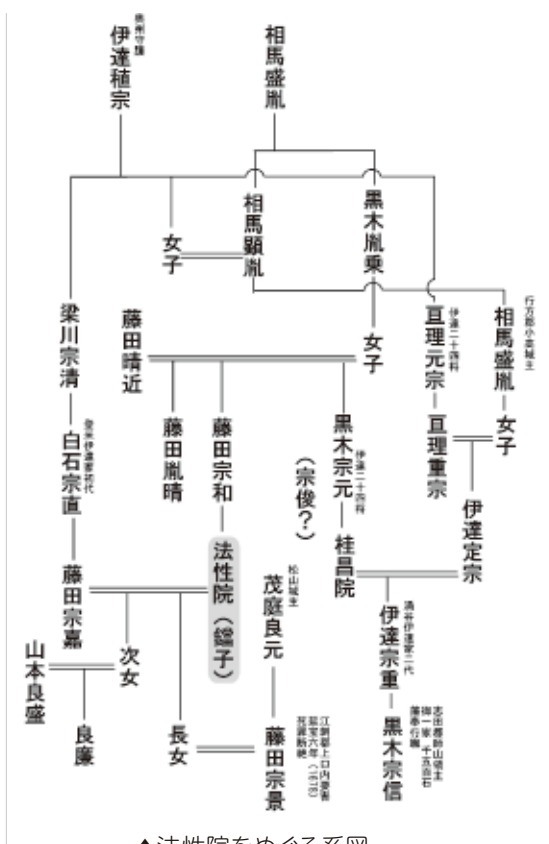 相馬盛胤
奥州守護
伊達稙宗
黒木胤乗
相馬顕胤
女子
行方郡小高城主
相馬盛胤
女子
伊達二十四将
亘理元宗
亘理重宗
伊達定宗
女子
藤田晴近
伊達二十四将
黒木宗元
（宗俊？）
桂昌院
藤田宗和
藤田胤晴
梁川宗清
登米伊達家初代
白石宗直
藤田宗嘉
法性院（鐺子）
涌谷伊達家二代
伊達宗重
志田郡師山領主
御一家 千五百石
藩奉行職
黒木宗信
松山城主
茂庭良元
江刺郡上口内要害
延宝六年（1678）
死罪断絶
藤田宗景
長女
次女
山本良盛
良廉
▲法性院をめぐる系図